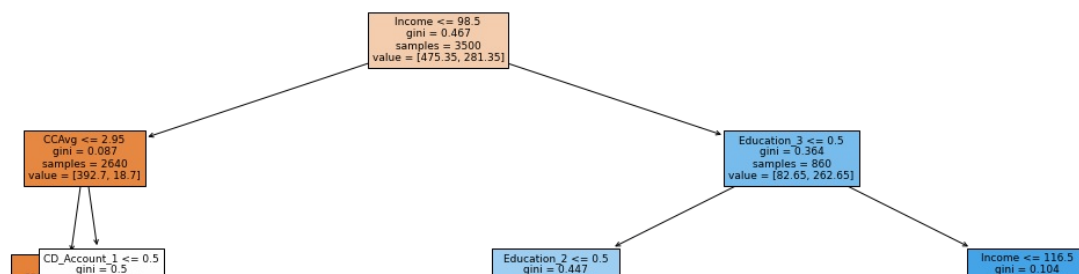 Income <= 98.5
gini = 0.467
samples = 3500
value = [475.35, 281.35]
CCAvg <= 2.95
gini = 0.087
samples = 2640
value = [392.7, 18.7]
Education_3 <= 0.5
gini = 0.364
samples = 860
value = [82.65, 262.65]
CD_Account_1 <= 0.5
gini = 0.5
Education_2 <= 0.5
gini = 0.447
Income <= 116.5
gini = 0.104